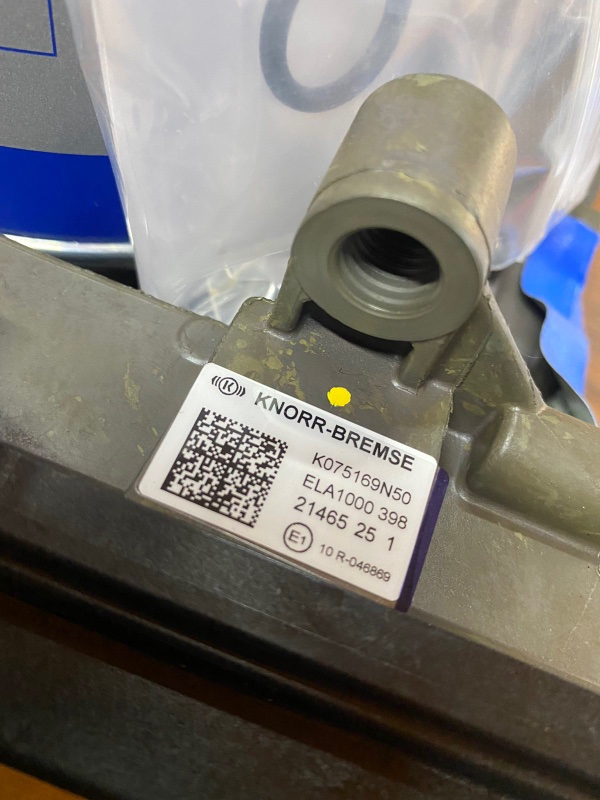 ((K)) KNORR-BREMSE
K075169N50
ELA1000 398
21465 25 1
E1 10 R-046869